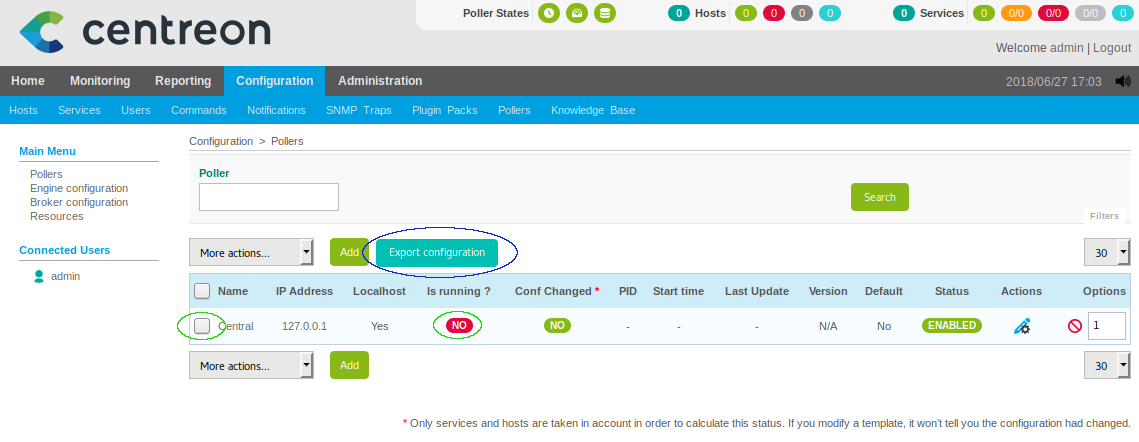 centreon
Poller States 0 Hosts 0 0 0 0 0 Services 0 0/0 0/0 0/0 0
Welcome admin | Logout
Home Monitoring Reporting Configuration Administration 2018/06/27 17:03
Hosts Services Users Commands Notifications SNMP Traps Plugin Packs Pollers Knowledge Base
Main Menu
Pollers
Engine configuration
Broker configuration
Resources
Connected Users
admin
Configuration > Pollers
Poller
Search
Filters
More actions... Add Export configuration 30
Name IP Address Localhost Is running ? Conf Changed * PID Start time Last Update Version Default Status Actions Options
Central 127.0.0.1 Yes NO NO - - - N/A No ENABLED 1
More actions... Add 30
* Only services and hosts are taken in account in order to calculate this status. If you modify a template, it won't tell you the configuration had changed.